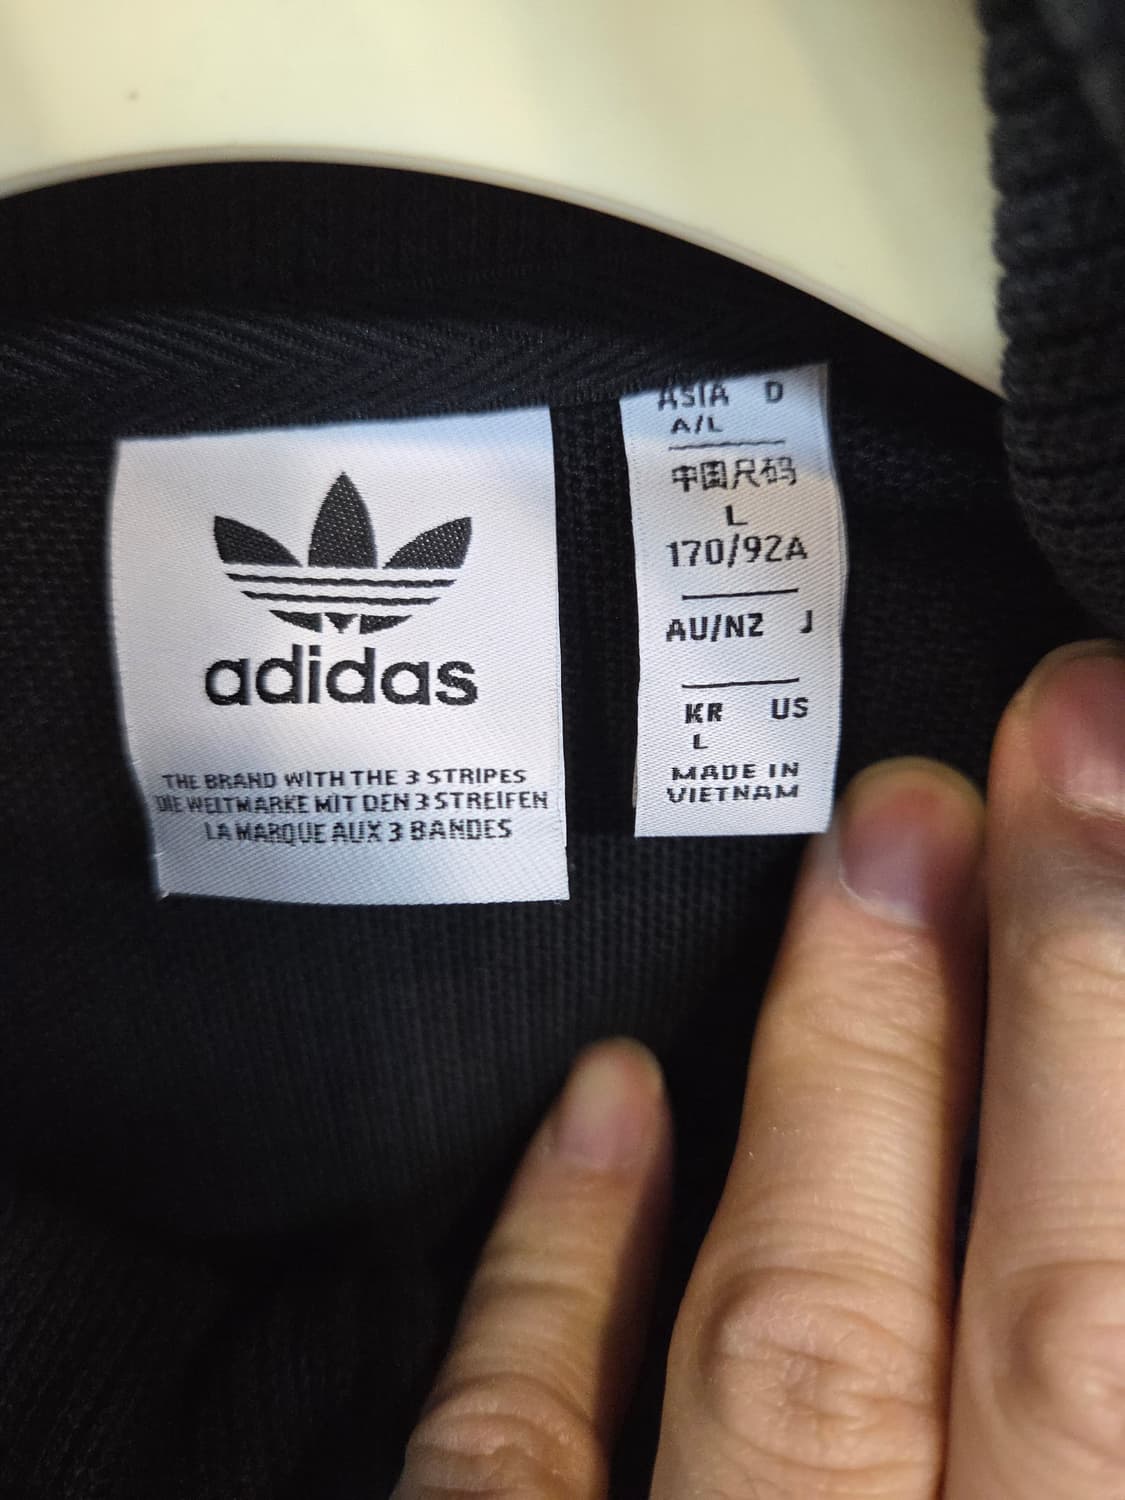 adidas
THE BRAND WITH THE 3 STRIPES
DIE WELTMARKE MIT DEN 3 STREIFEN
LA MARQUE AUX 3 BANDES
ASIA D
A/L
中国尺码
L
170/92A
AU/NZ J
KR US
L
MADE IN
VIETNAM